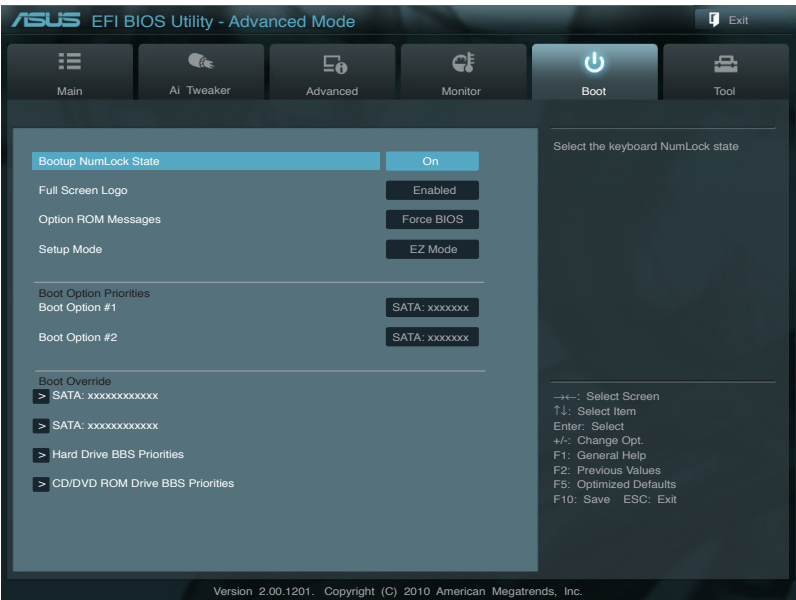 ASUS EFI BIOS Utility - Advanced Mode
Exit
Main
Ai Tweaker
Advanced
Monitor
Boot
Tool
Bootup NumLock State On
Full Screen Logo Enabled
Option ROM Messages Force BIOS
Setup Mode EZ Mode
Boot Option Priorities
Boot Option #1 SATA: xxxxxxx
Boot Option #2 SATA: xxxxxxx
Boot Override
> SATA: xxxxxxxxxxxx
> SATA: xxxxxxxxxxxx
> Hard Drive BBS Priorities
> CD/DVD ROM Drive BBS Priorities
Select the keyboard NumLock state
→←: Select Screen
↑↓: Select Item
Enter: Select
+/-: Change Opt.
F1: General Help
F2: Previous Values
F5: Optimized Defaults
F10: Save ESC: Exit
Version 2.00.1201. Copyright (C) 2010 American Megatrends, Inc.